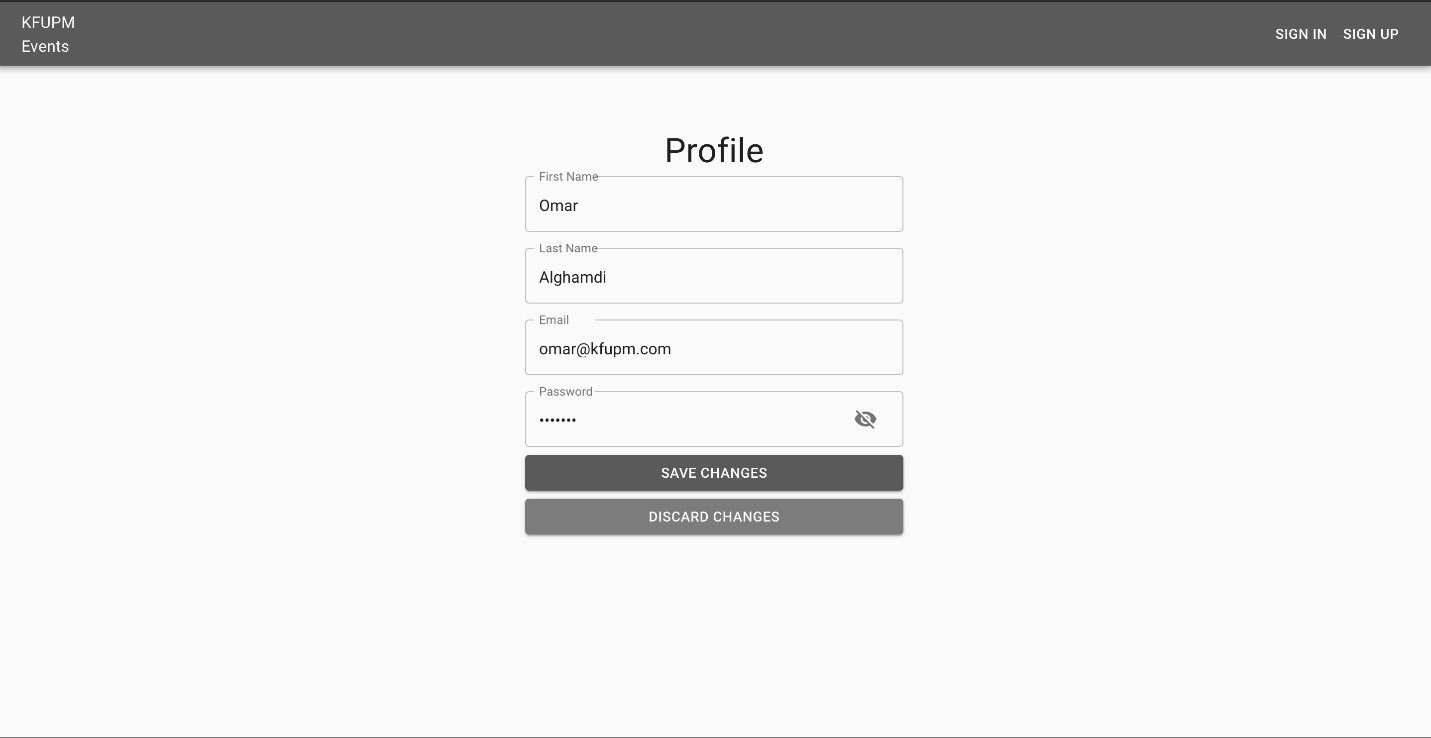 KFUPM
Events
SIGN IN SIGN UP
Profile
First Name
Omar
Last Name
Alghamdi
Email
omar@kfupm.com
Password
•••••••
SAVE CHANGES
DISCARD CHANGES